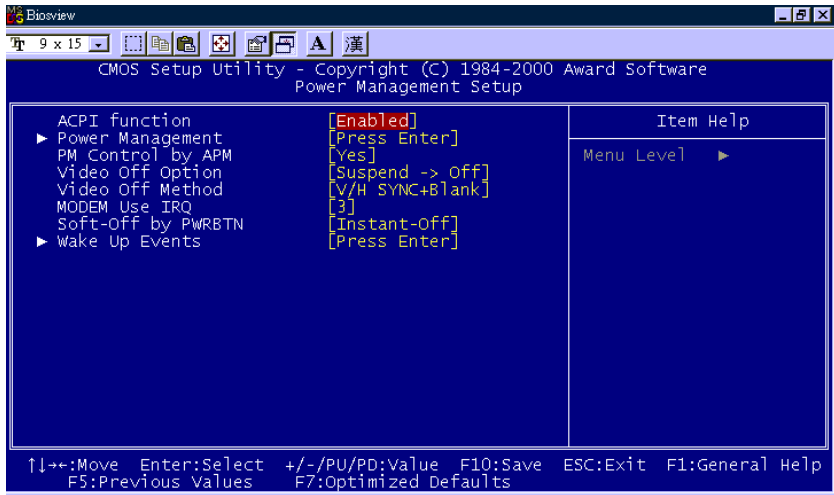 Biosview
9 x 15
A 漢
CMOS Setup Utility - Copyright (C) 1984-2000 Award Software
Power Management Setup
ACPI function [Enabled]
► Power Management [Press Enter]
PM Control by APM [Yes]
Video Off Option [Suspend -> Off]
Video Off Method [V/H SYNC+Blank]
MODEM Use IRQ [3]
Soft-Off by PWRBTN [Instant-Off]
► Wake Up Events [Press Enter]
Item Help
Menu Level ►
↑↓→←:Move Enter:Select +/-/PU/PD:Value F10:Save ESC:Exit F1:General Help
F5:Previous Values F7:Optimized Defaults